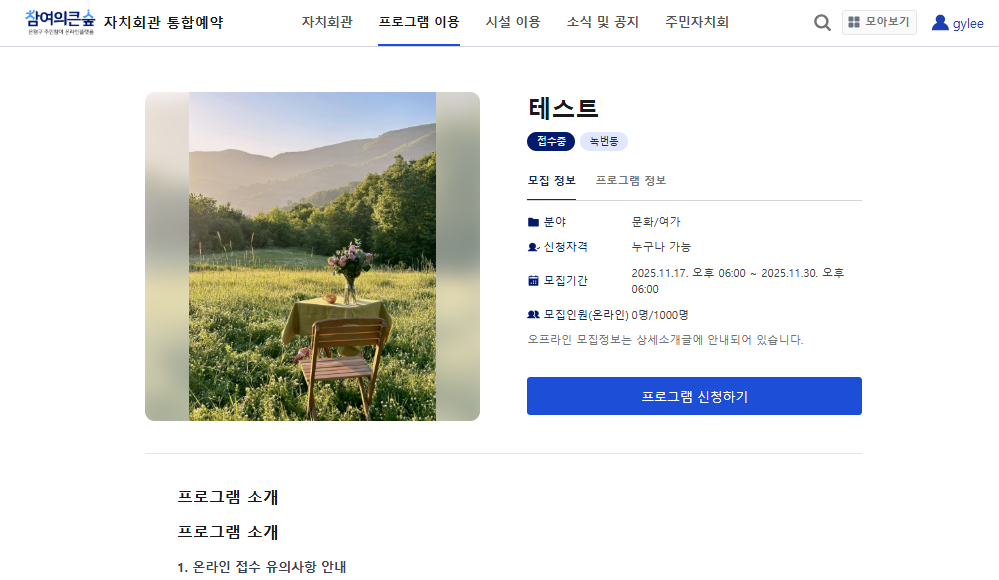 참여의큰숲
은평구 주민참여 온라인플랫폼
자치회관 통합예약
자치회관
프로그램 이용
시설 이용
소식 및 공지
주민자치회
모아보기
gylee
테스트
접수중
녹번동
모집 정보
프로그램 정보
분야
문화/여가
신청자격
누구나 가능
모집기간
2025.11.17. 오후 06:00 ~ 2025.11.30. 오후
06:00
모집인원(온라인) 0명/1000명
오프라인 모집정보는 상세소개글에 안내되어 있습니다.
프로그램 신청하기
프로그램 소개
프로그램 소개
1. 온라인 접수 유의사항 안내